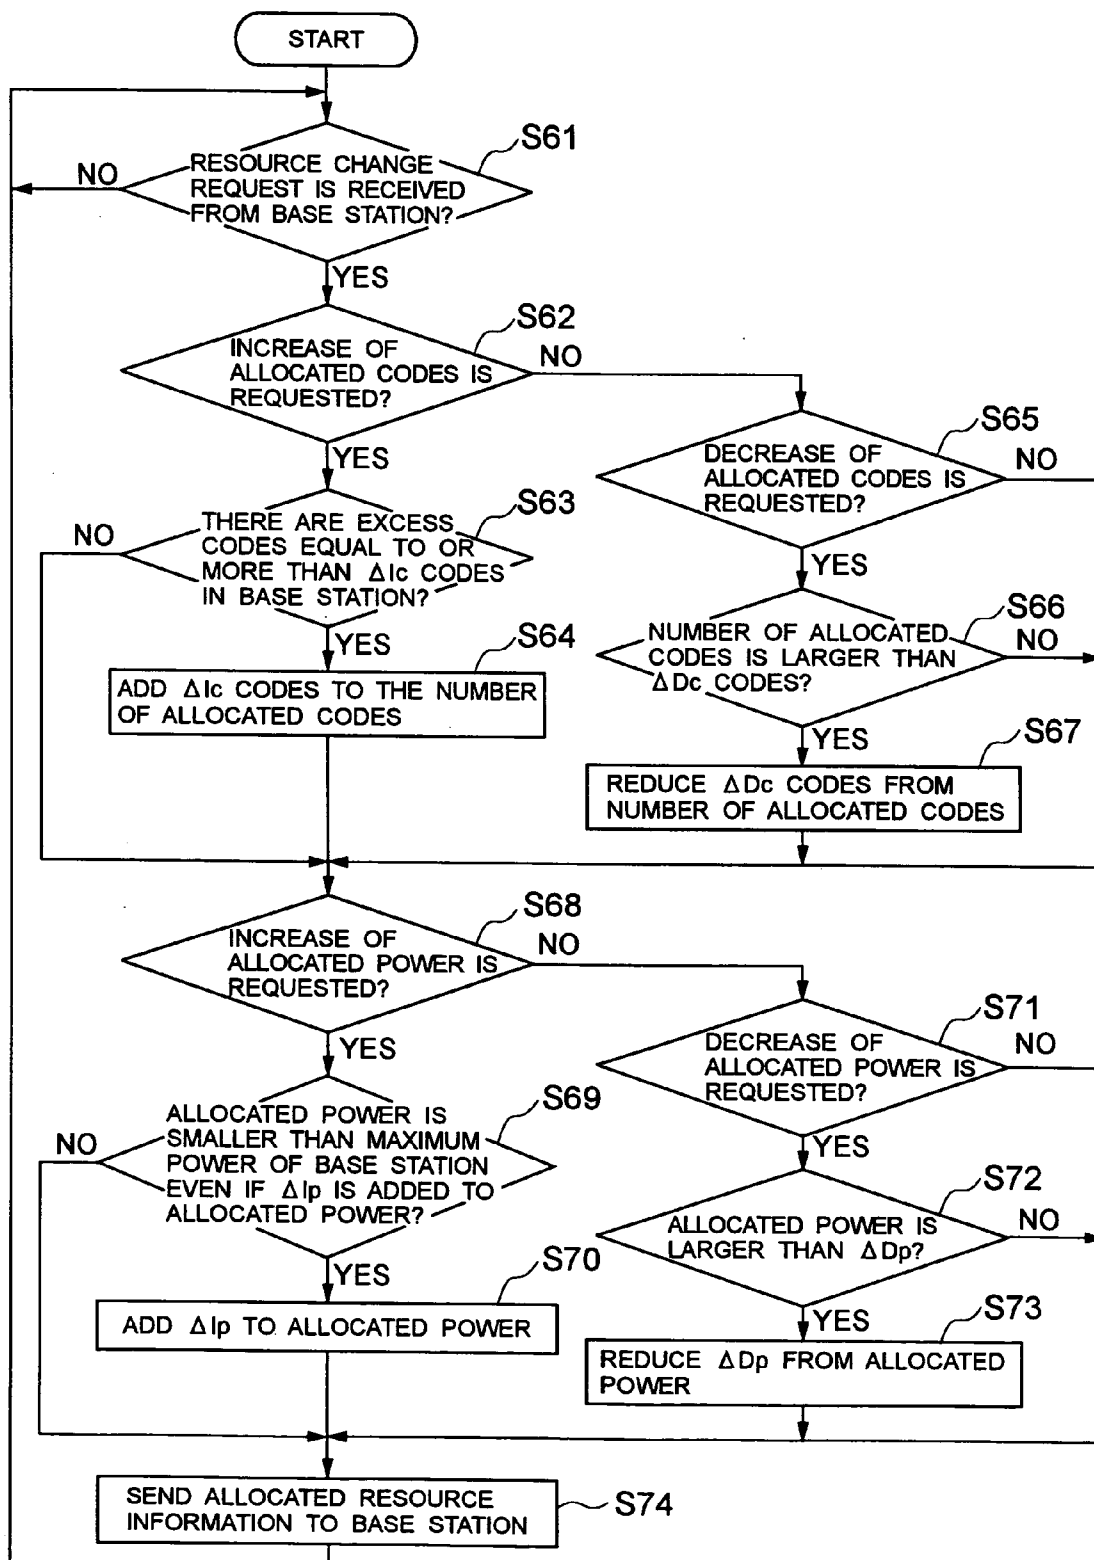 START
S61
NO
RESOURCE CHANGE
REQUEST IS RECEIVED
FROM BASE STATION?
YES
S62
INCREASE OF
ALLOCATED CODES IS
REQUESTED?
NO
YES
S65
DECREASE OF
ALLOCATED CODES IS
REQUESTED?
NO
YES
S63
NO
THERE ARE EXCESS
CODES EQUAL TO OR
MORE THAN ΔIc CODES
IN BASE STATION?
YES
S66
NUMBER OF ALLOCATED
CODES IS LARGER THAN
ΔDc CODES?
NO
YES
S64
ADD ΔIc CODES TO THE NUMBER
OF ALLOCATED CODES
S67
REDUCE ΔDc CODES FROM
NUMBER OF ALLOCATED CODES
S68
INCREASE OF
ALLOCATED POWER IS
REQUESTED?
NO
YES
S71
DECREASE OF
ALLOCATED POWER IS
REQUESTED?
NO
YES
S69
NO
ALLOCATED POWER IS
SMALLER THAN MAXIMUM
POWER OF BASE STATION
EVEN IF ΔIp IS ADDED TO
ALLOCATED POWER?
YES
S72
ALLOCATED POWER IS
LARGER THAN ΔDp?
NO
YES
S70
ADD ΔIp TO ALLOCATED POWER
S73
REDUCE ΔDp FROM ALLOCATED
POWER
SEND ALLOCATED RESOURCE
INFORMATION TO BASE STATION
S74